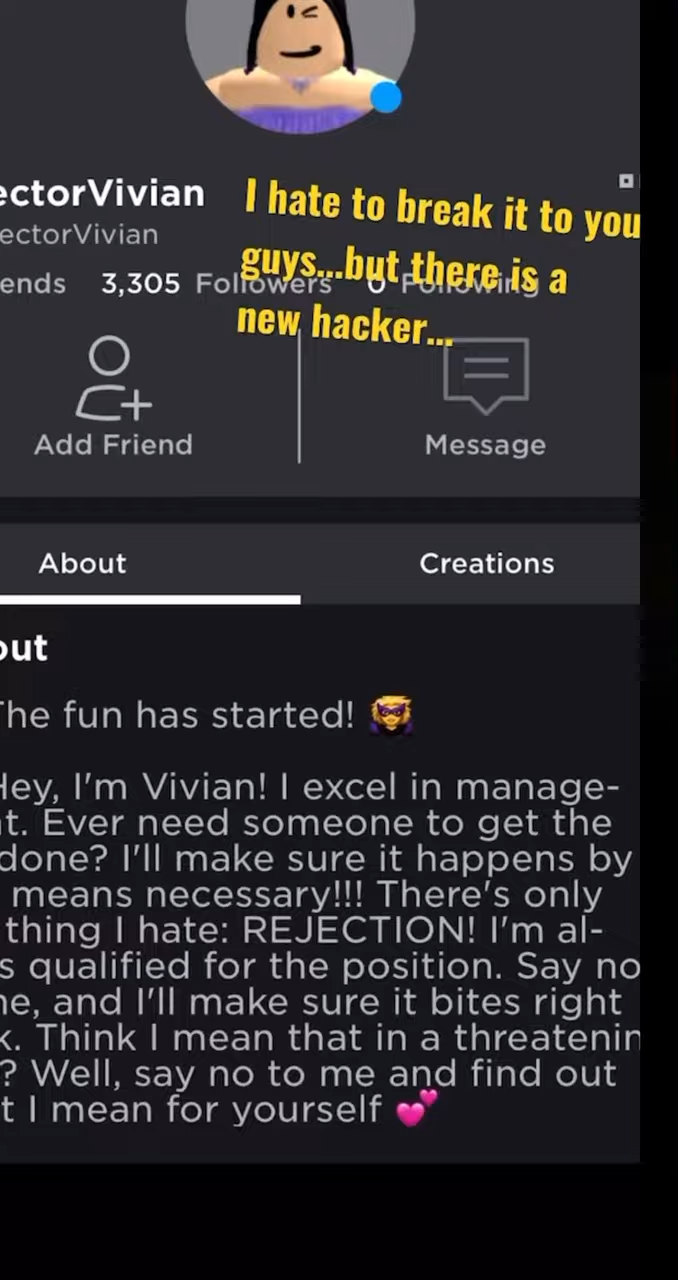 ectorVivian
ectorVivian
I hate to break it to you
guys...but there is a
new hacker...
ends 3,305 Followers 0 Following
Add Friend
Message
About
Creations
out
The fun has started!
Hey, I'm Vivian! I excel in manage-
t. Ever need someone to get the
done? I'll make sure it happens by
means necessary!!! There's only
thing I hate: REJECTION! I'm al-
s qualified for the position. Say no
ne, and I'll make sure it bites right
k. Think I mean that in a threatenin
? Well, say no to me and find out
t I mean for yourself